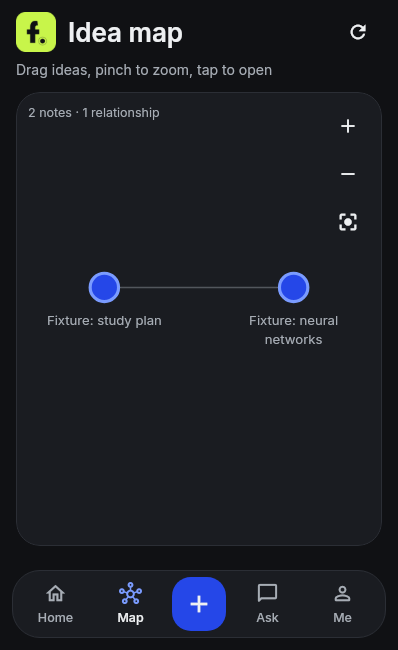 Idea map
Drag ideas, pinch to zoom, tap to open
2 notes · 1 relationship
Fixture: study plan
Fixture: neural
networks
Home
Map
Ask
Me